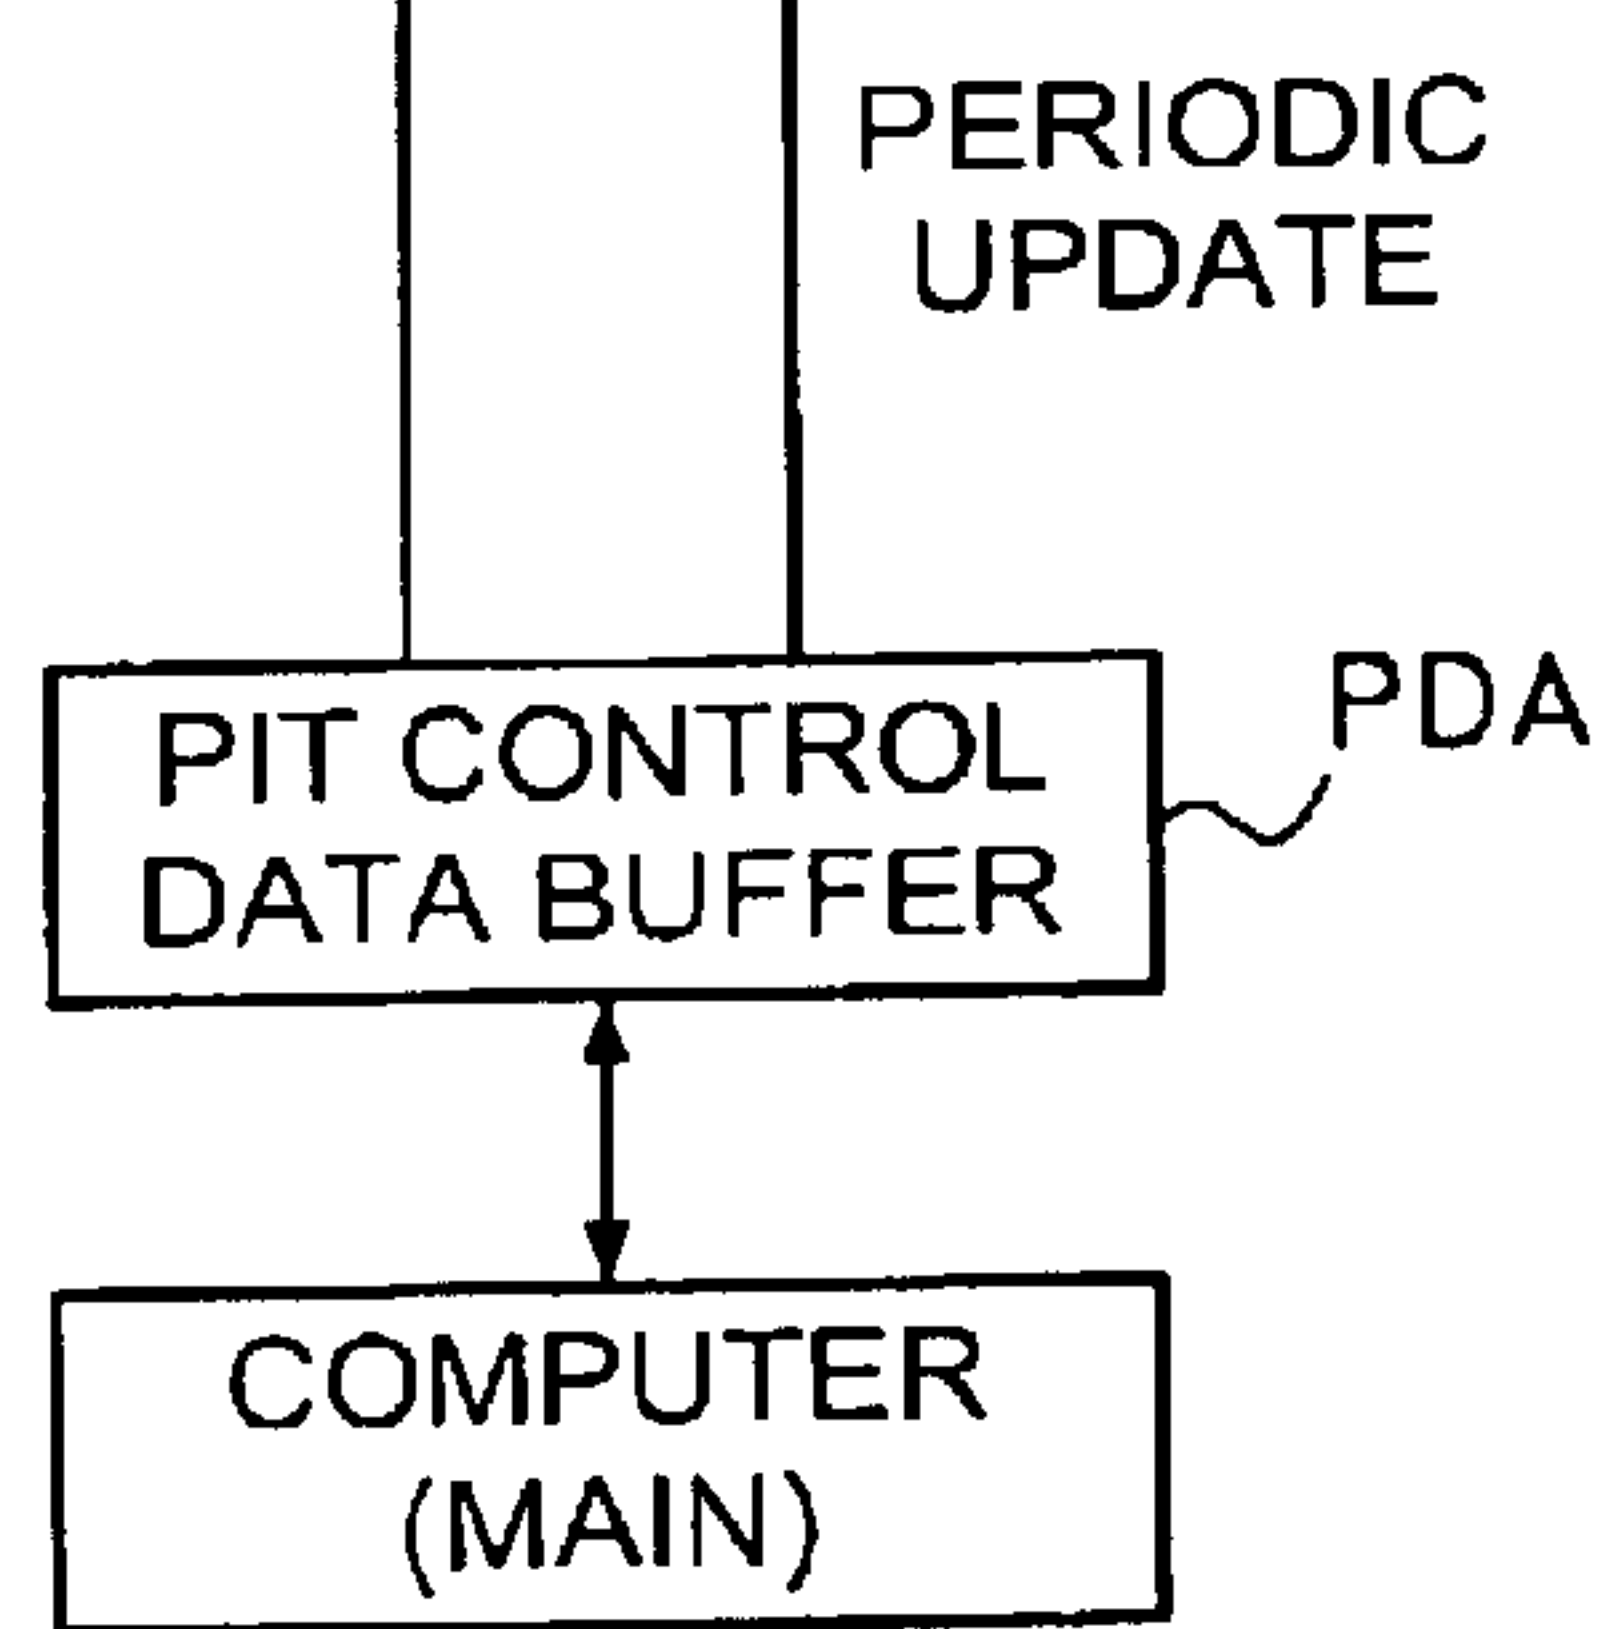 PERIODIC
UPDATE
PDA
PIT CONTROL
DATA BUFFER
COMPUTER
(MAIN)